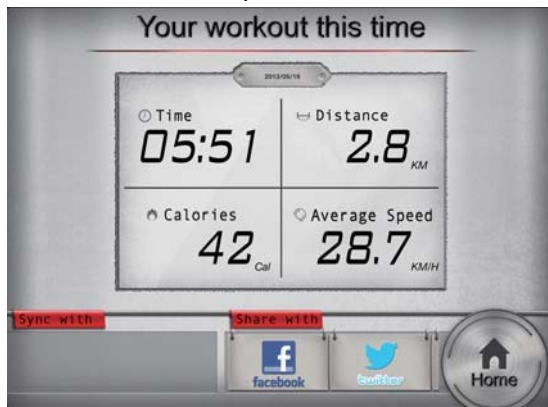 Your workout this time
2013/05/16
Time
05:51
Distance
2.8 KM
Calories
42 Cal
Average Speed
28.7 KM/H
Sync with
Share with
f
facebook
twitter
Home